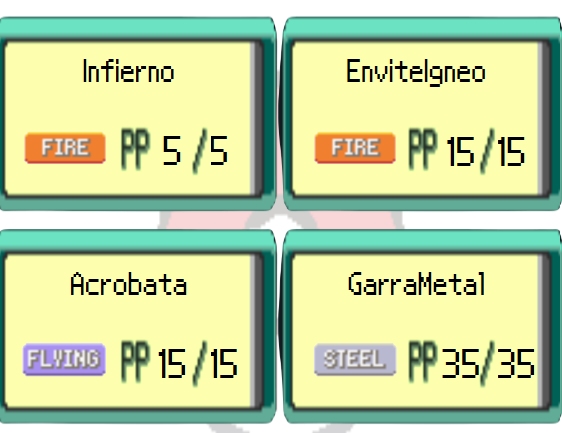 Infierno
FIRE PP 5/5
EnviteIgneo
FIRE PP 15/15
Acrobata
FLYING PP 15/15
GarraMetal
STEEL PP 35/35